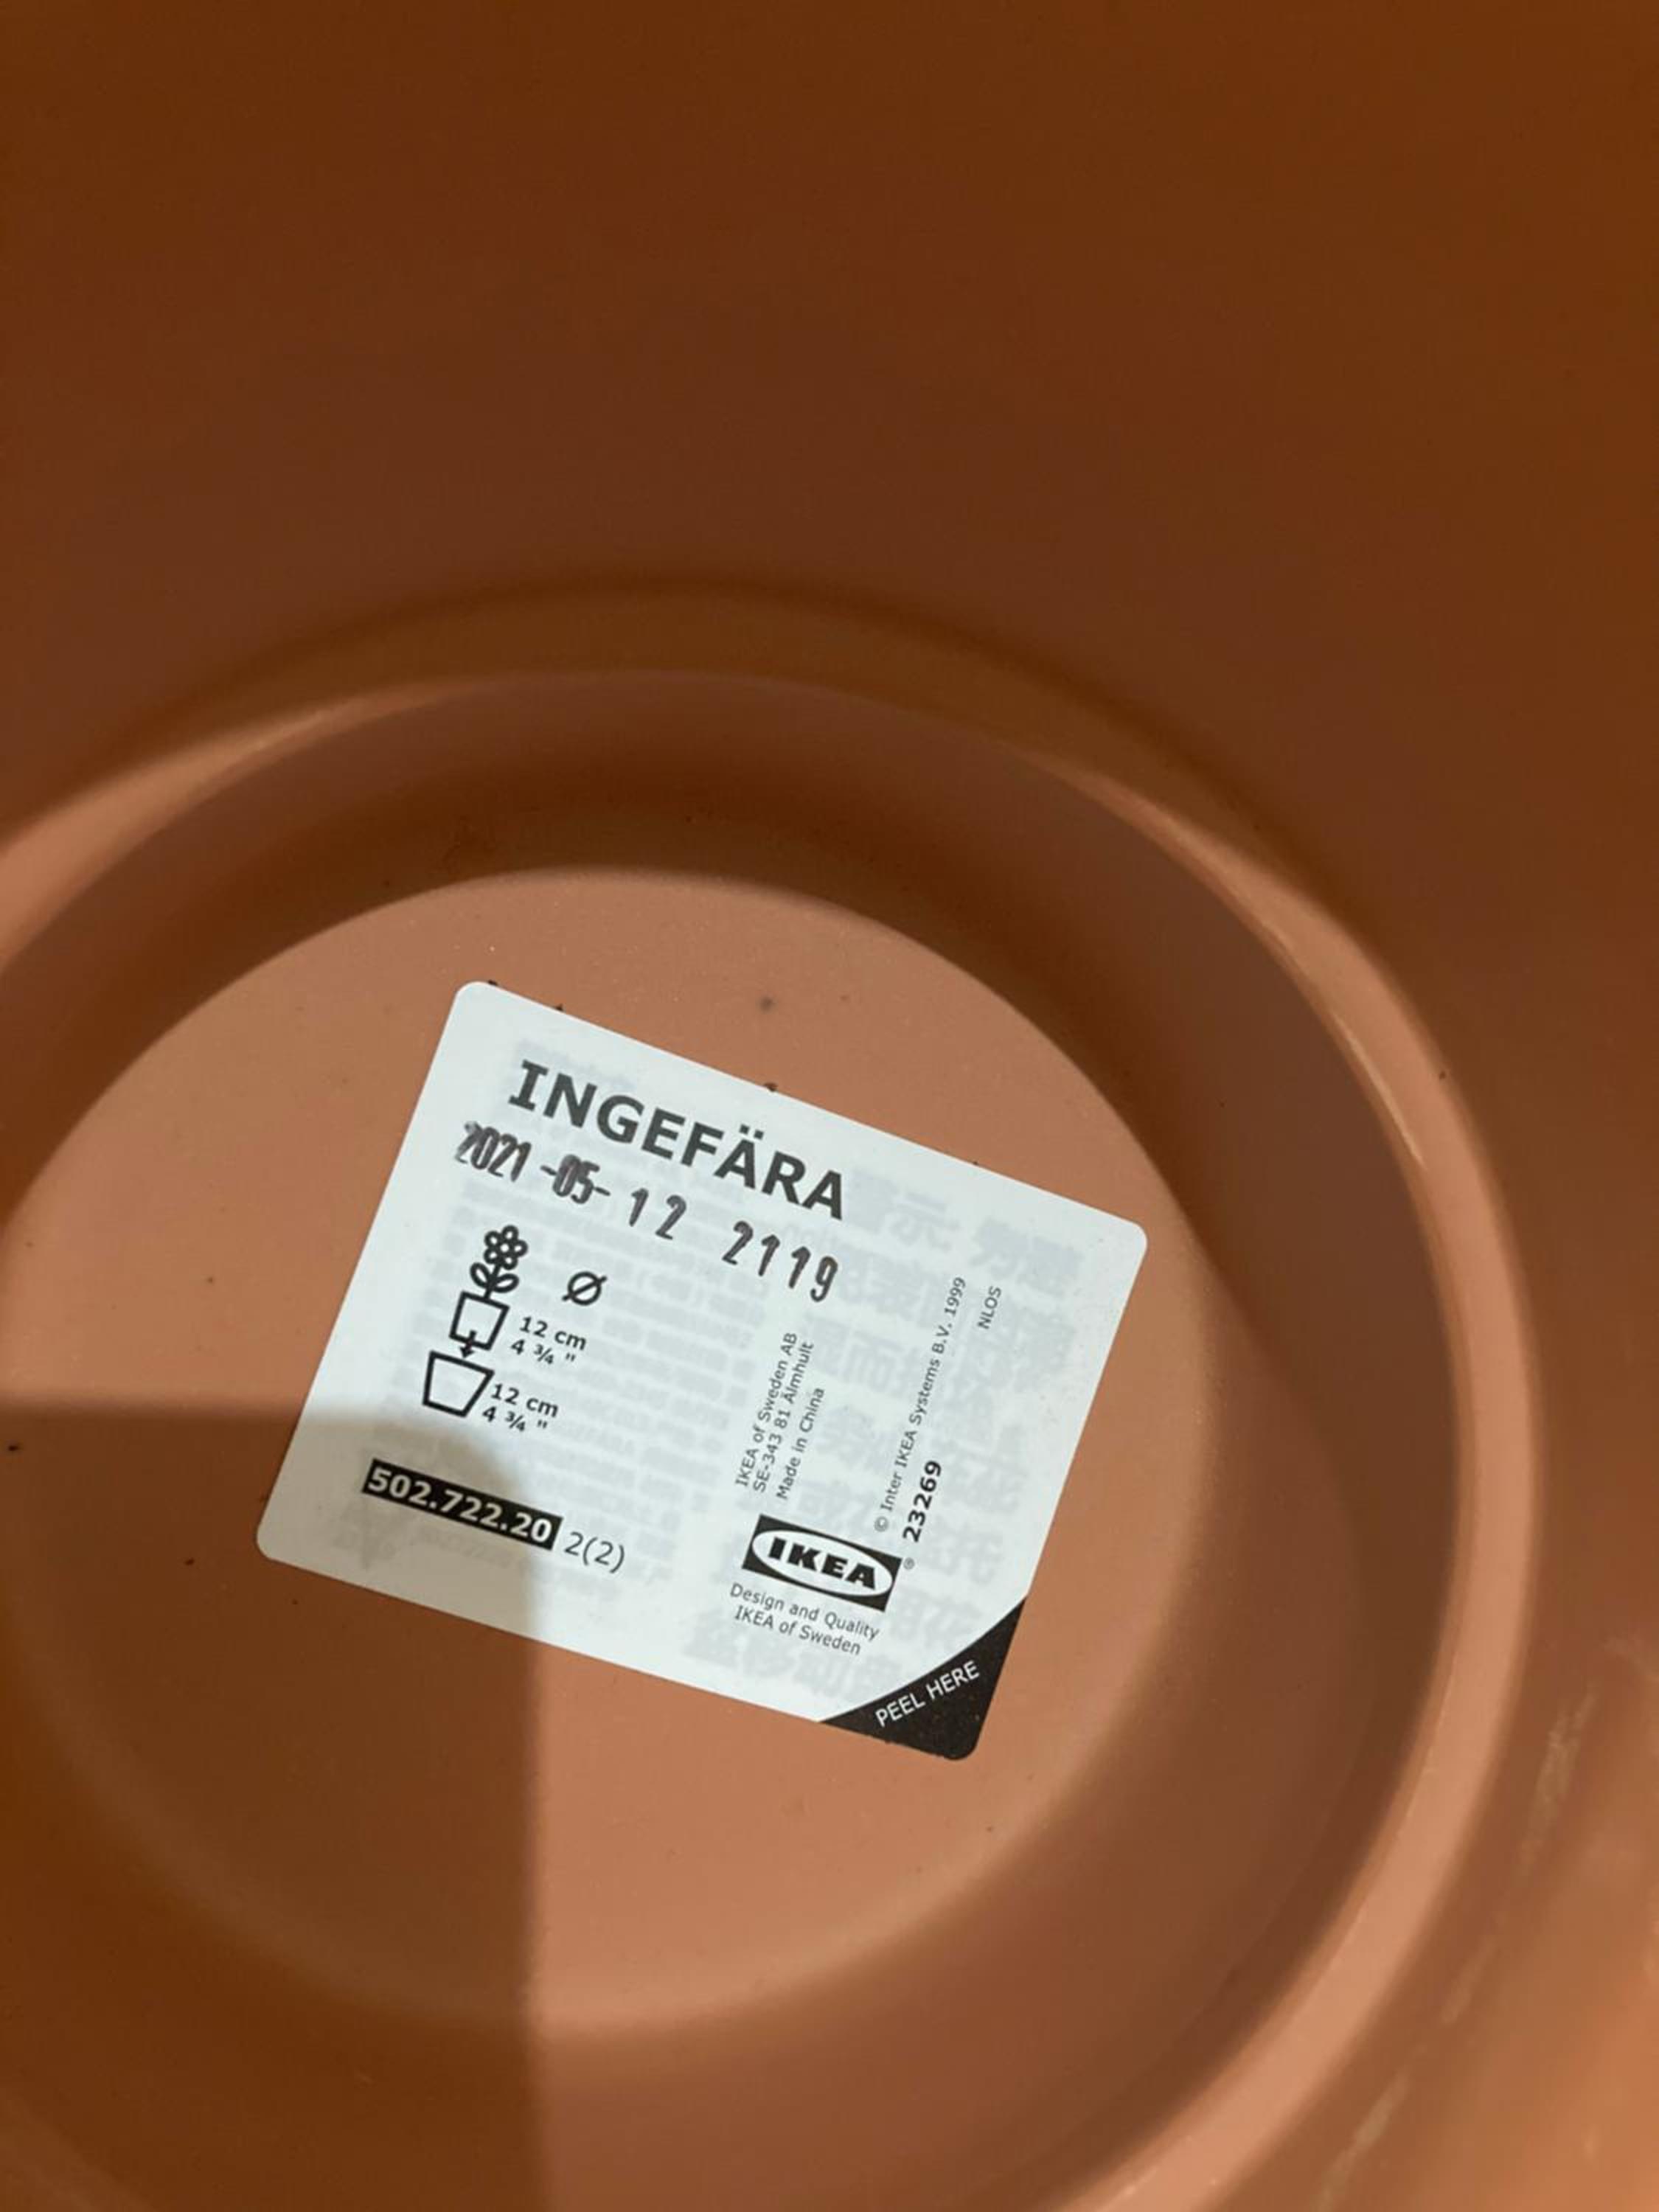 INGEFÄRA
2021-05-12 2119
Ø
12 cm
4 ¾ "
12 cm
4 ¾ "
502.722.20 2(2)
IKEA of Sweden AB
SE-343 81 Älmhult
Made in China
© Inter IKEA Systems B.V. 1999
23269
NLOS
IKEA ®
Design and Quality
IKEA of Sweden
PEEL HERE